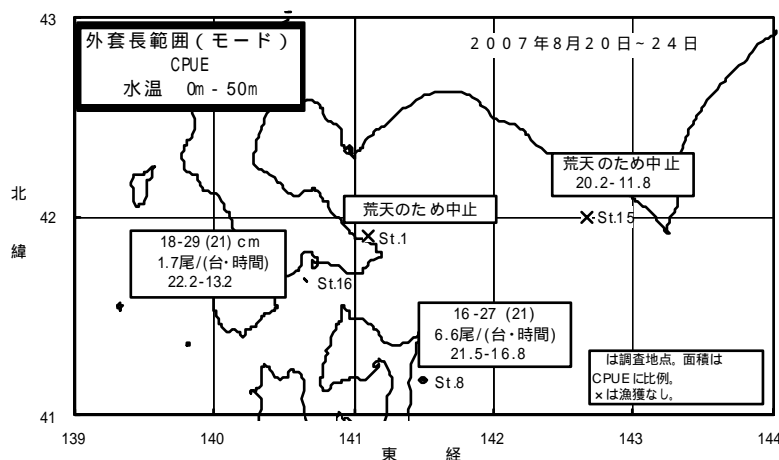 43
外套長範囲(モード)
CPUE
水温 0m-50m
2007年8月20日~24日
荒天のため中止
20.2-11.8
北
緯
42
荒天のため中止
St.15
St.1
18-29 (21) cm
1.7尾/(台・時間)
22.2-13.2
St.16
16-27 (21)
6.6尾/(台・時間)
21.5-16.8
は調査地点。面積は
CPUEに比例。
×は漁獲なし。
St.8
41
139
140
141
142
143
144
東 経